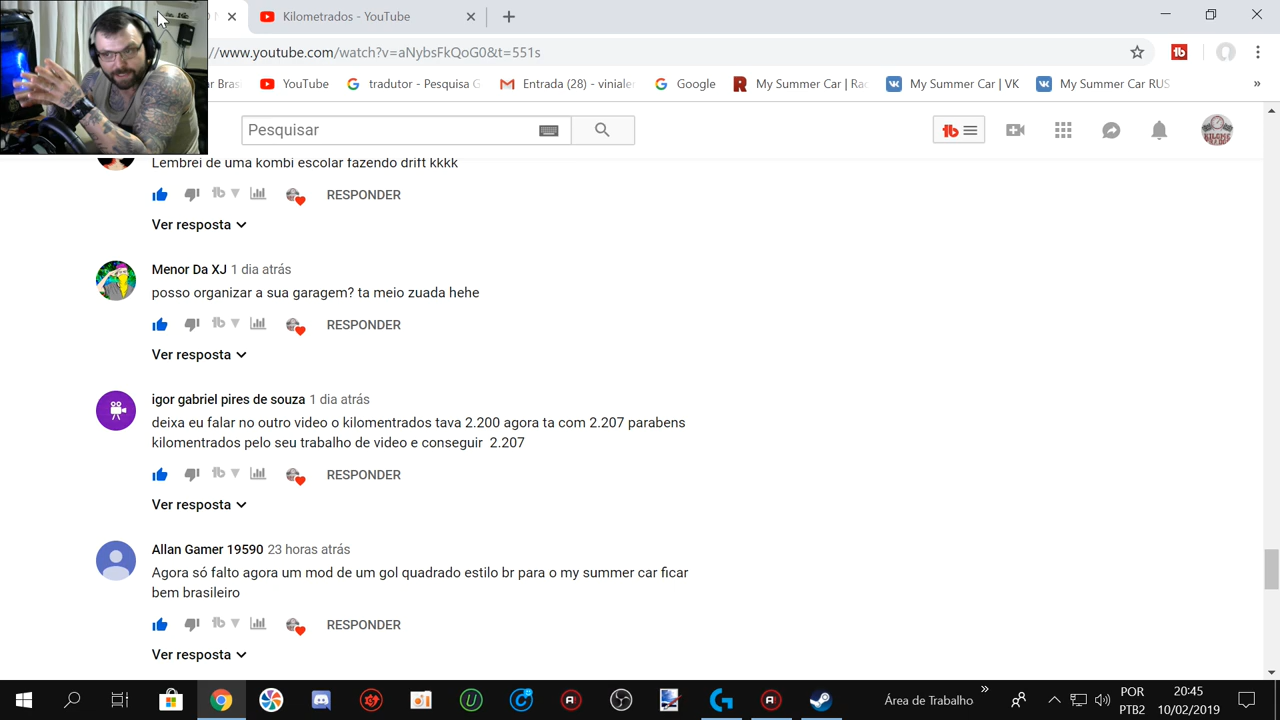 Kilometrados - YouTube
//www.youtube.com/watch?v=aNybsFkQoG0&t=551s
YouTube
tradutor - Pesquisa G
Entrada (28) - vinialer
Google
My Summer Car | Rac
My Summer Car | VK
My Summer Car RUS
»
Pesquisar
Lembrei de uma kombi escolar fazendo drift kkkk
RESPONDER
Ver resposta
Menor Da XJ 1 dia atrás
posso organizar a sua garagem? ta meio zuada hehe
RESPONDER
Ver resposta
igor gabriel pires de souza 1 dia atrás
deixa eu falar no outro video o kilomentrados tava 2.200 agora ta com 2.207 parabens
kilomentrados pelo seu trabalho de video e conseguir 2.207
RESPONDER
Ver resposta
Allan Gamer 19590 23 horas atrás
Agora só falto agora um mod de um gol quadrado estilo br para o my summer car ficar
bem brasileiro
RESPONDER
Ver resposta
Área de Trabalho
»
POR
PTB2
20:45
10/02/2019